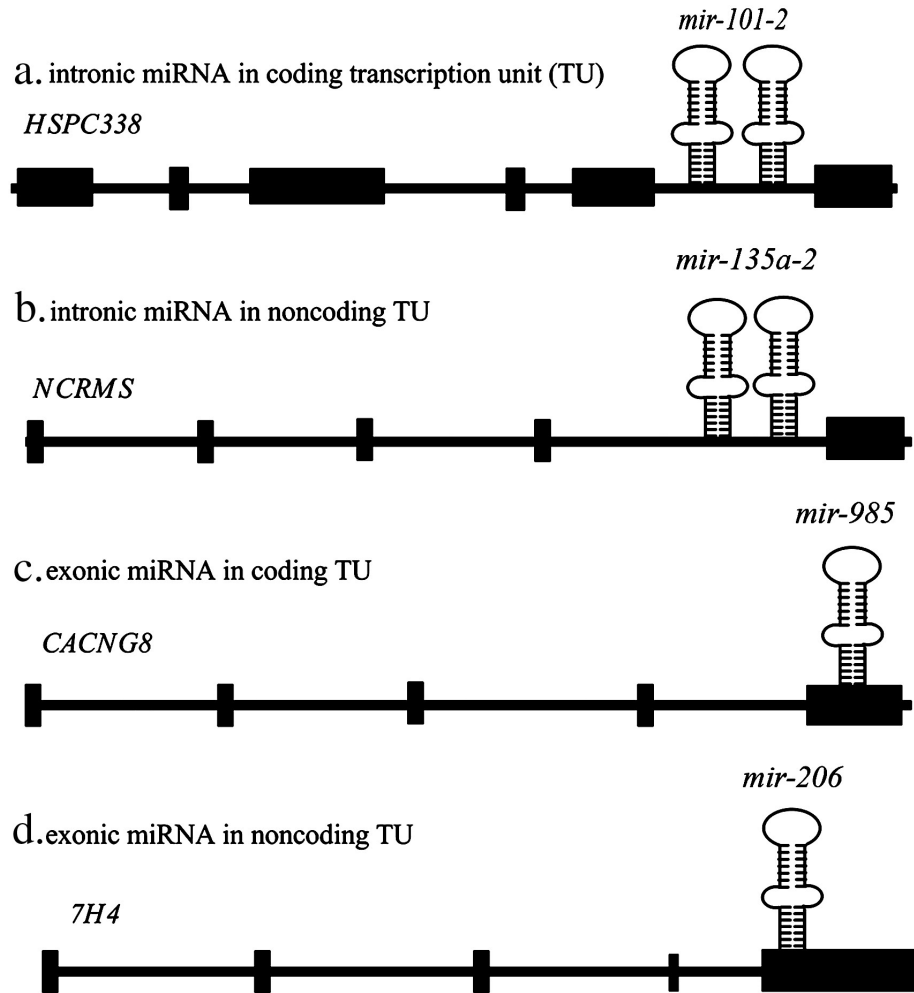 mir-101-2
a. intronic miRNA in coding transcription unit (TU)
HSPC338
mir-135a-2
b. intronic miRNA in noncoding TU
NCRMS
mir-985
c. exonic miRNA in coding TU
CACNG8
mir-206
d. exonic miRNA in noncoding TU
7H4